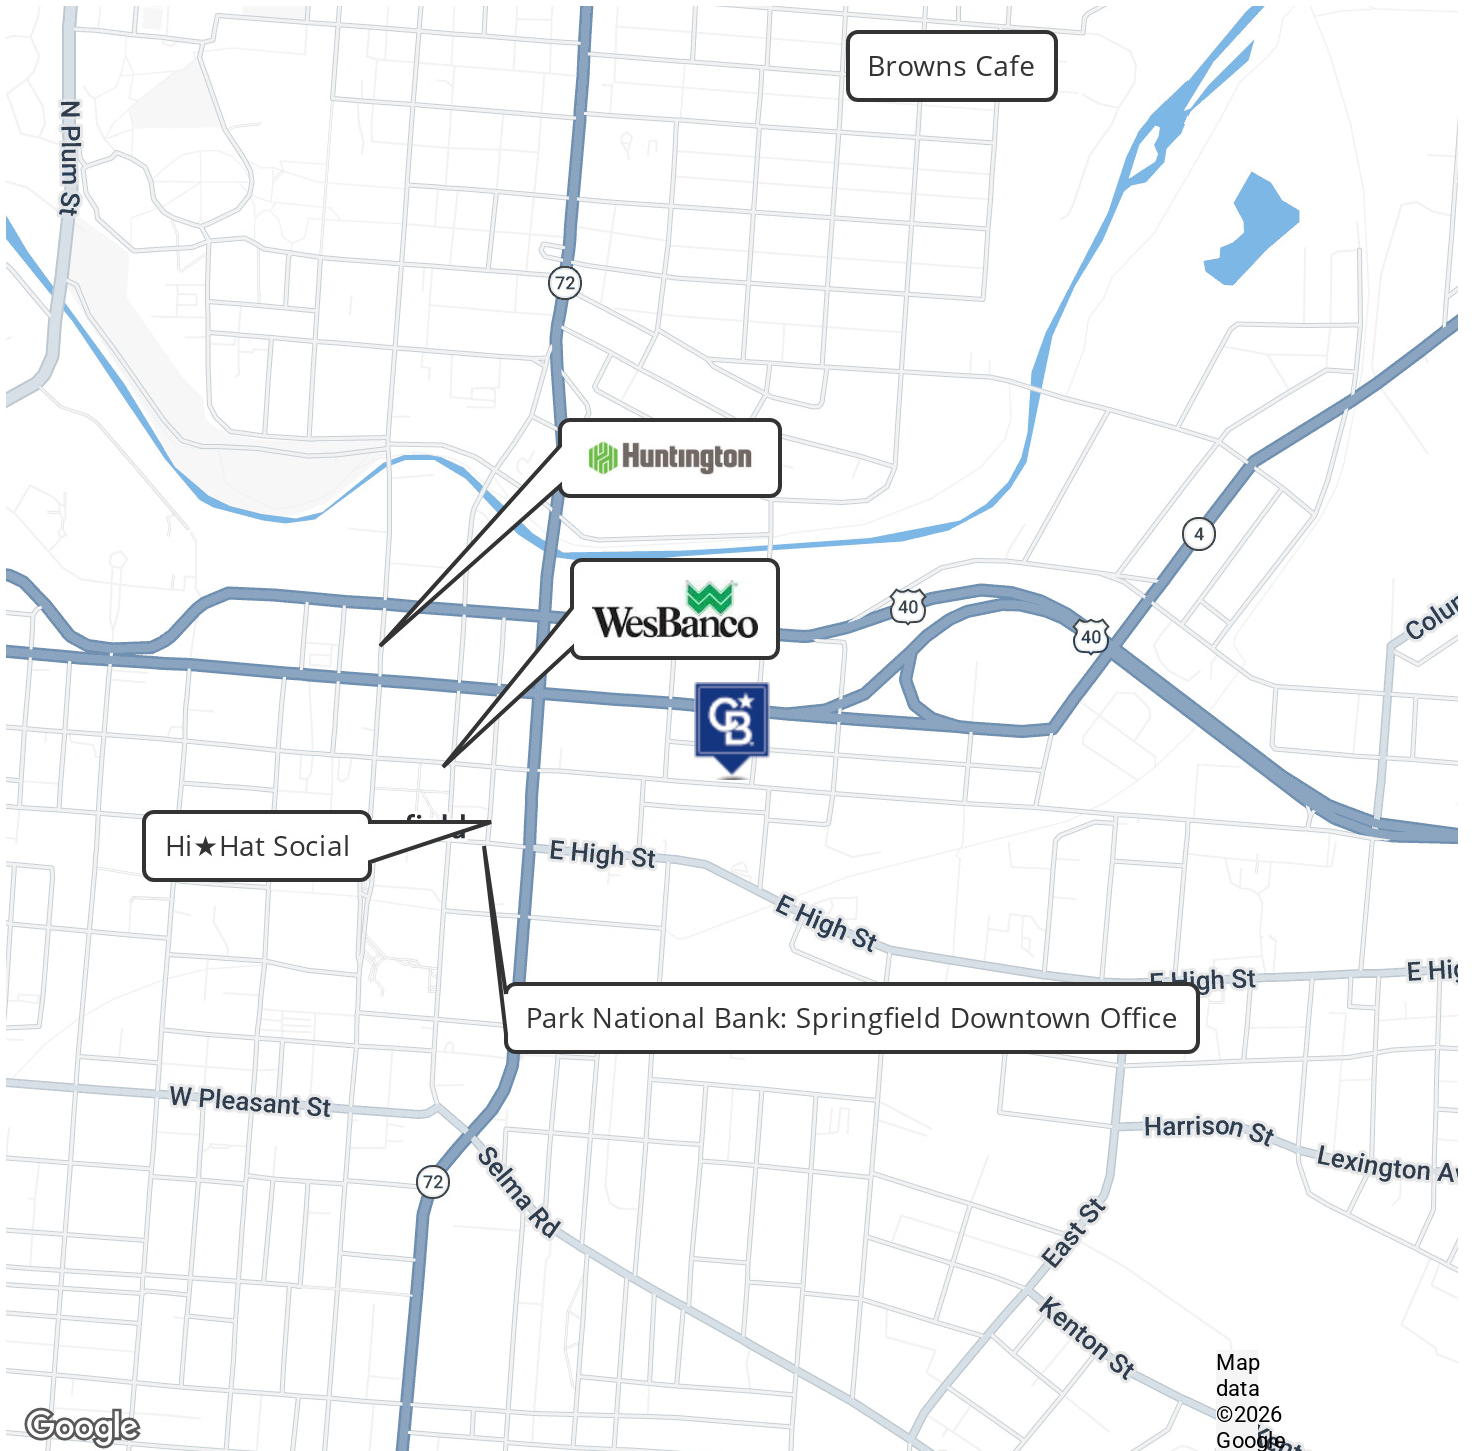 Browns Cafe
N Plum St
72
Huntington
4
WesBanco
40
40
CB
field
Hi★Hat Social
E High St
E High St
E High St
E Hig
Park National Bank: Springfield Downtown Office
W Pleasant St
Harrison St
Lexington Av
72
Selma Rd
East St
Kenton St
Map
data
©2026
Google
Google